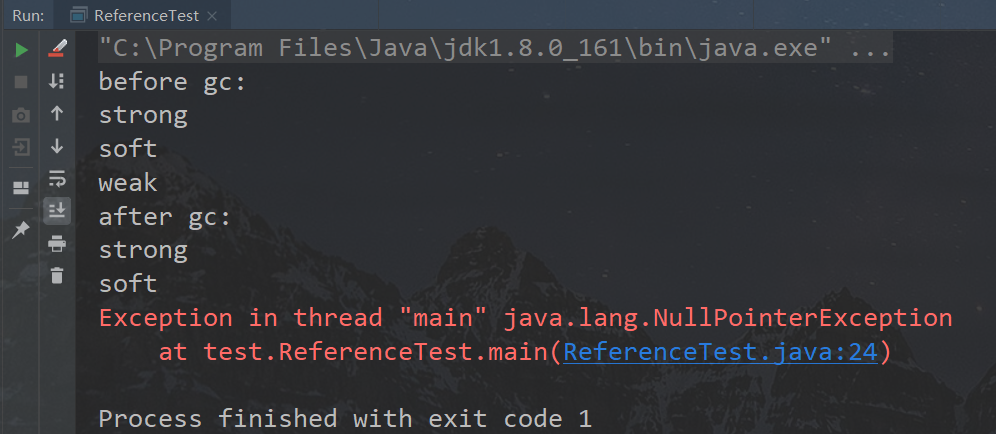 Run: ReferenceTest
"C:\Program Files\Java\jdk1.8.0_161\bin\java.exe" ...
before gc:
strong
soft
weak
after gc:
strong
soft
Exception in thread "main" java.lang.NullPointerException
    at test.ReferenceTest.main(ReferenceTest.java:24)
Process finished with exit code 1